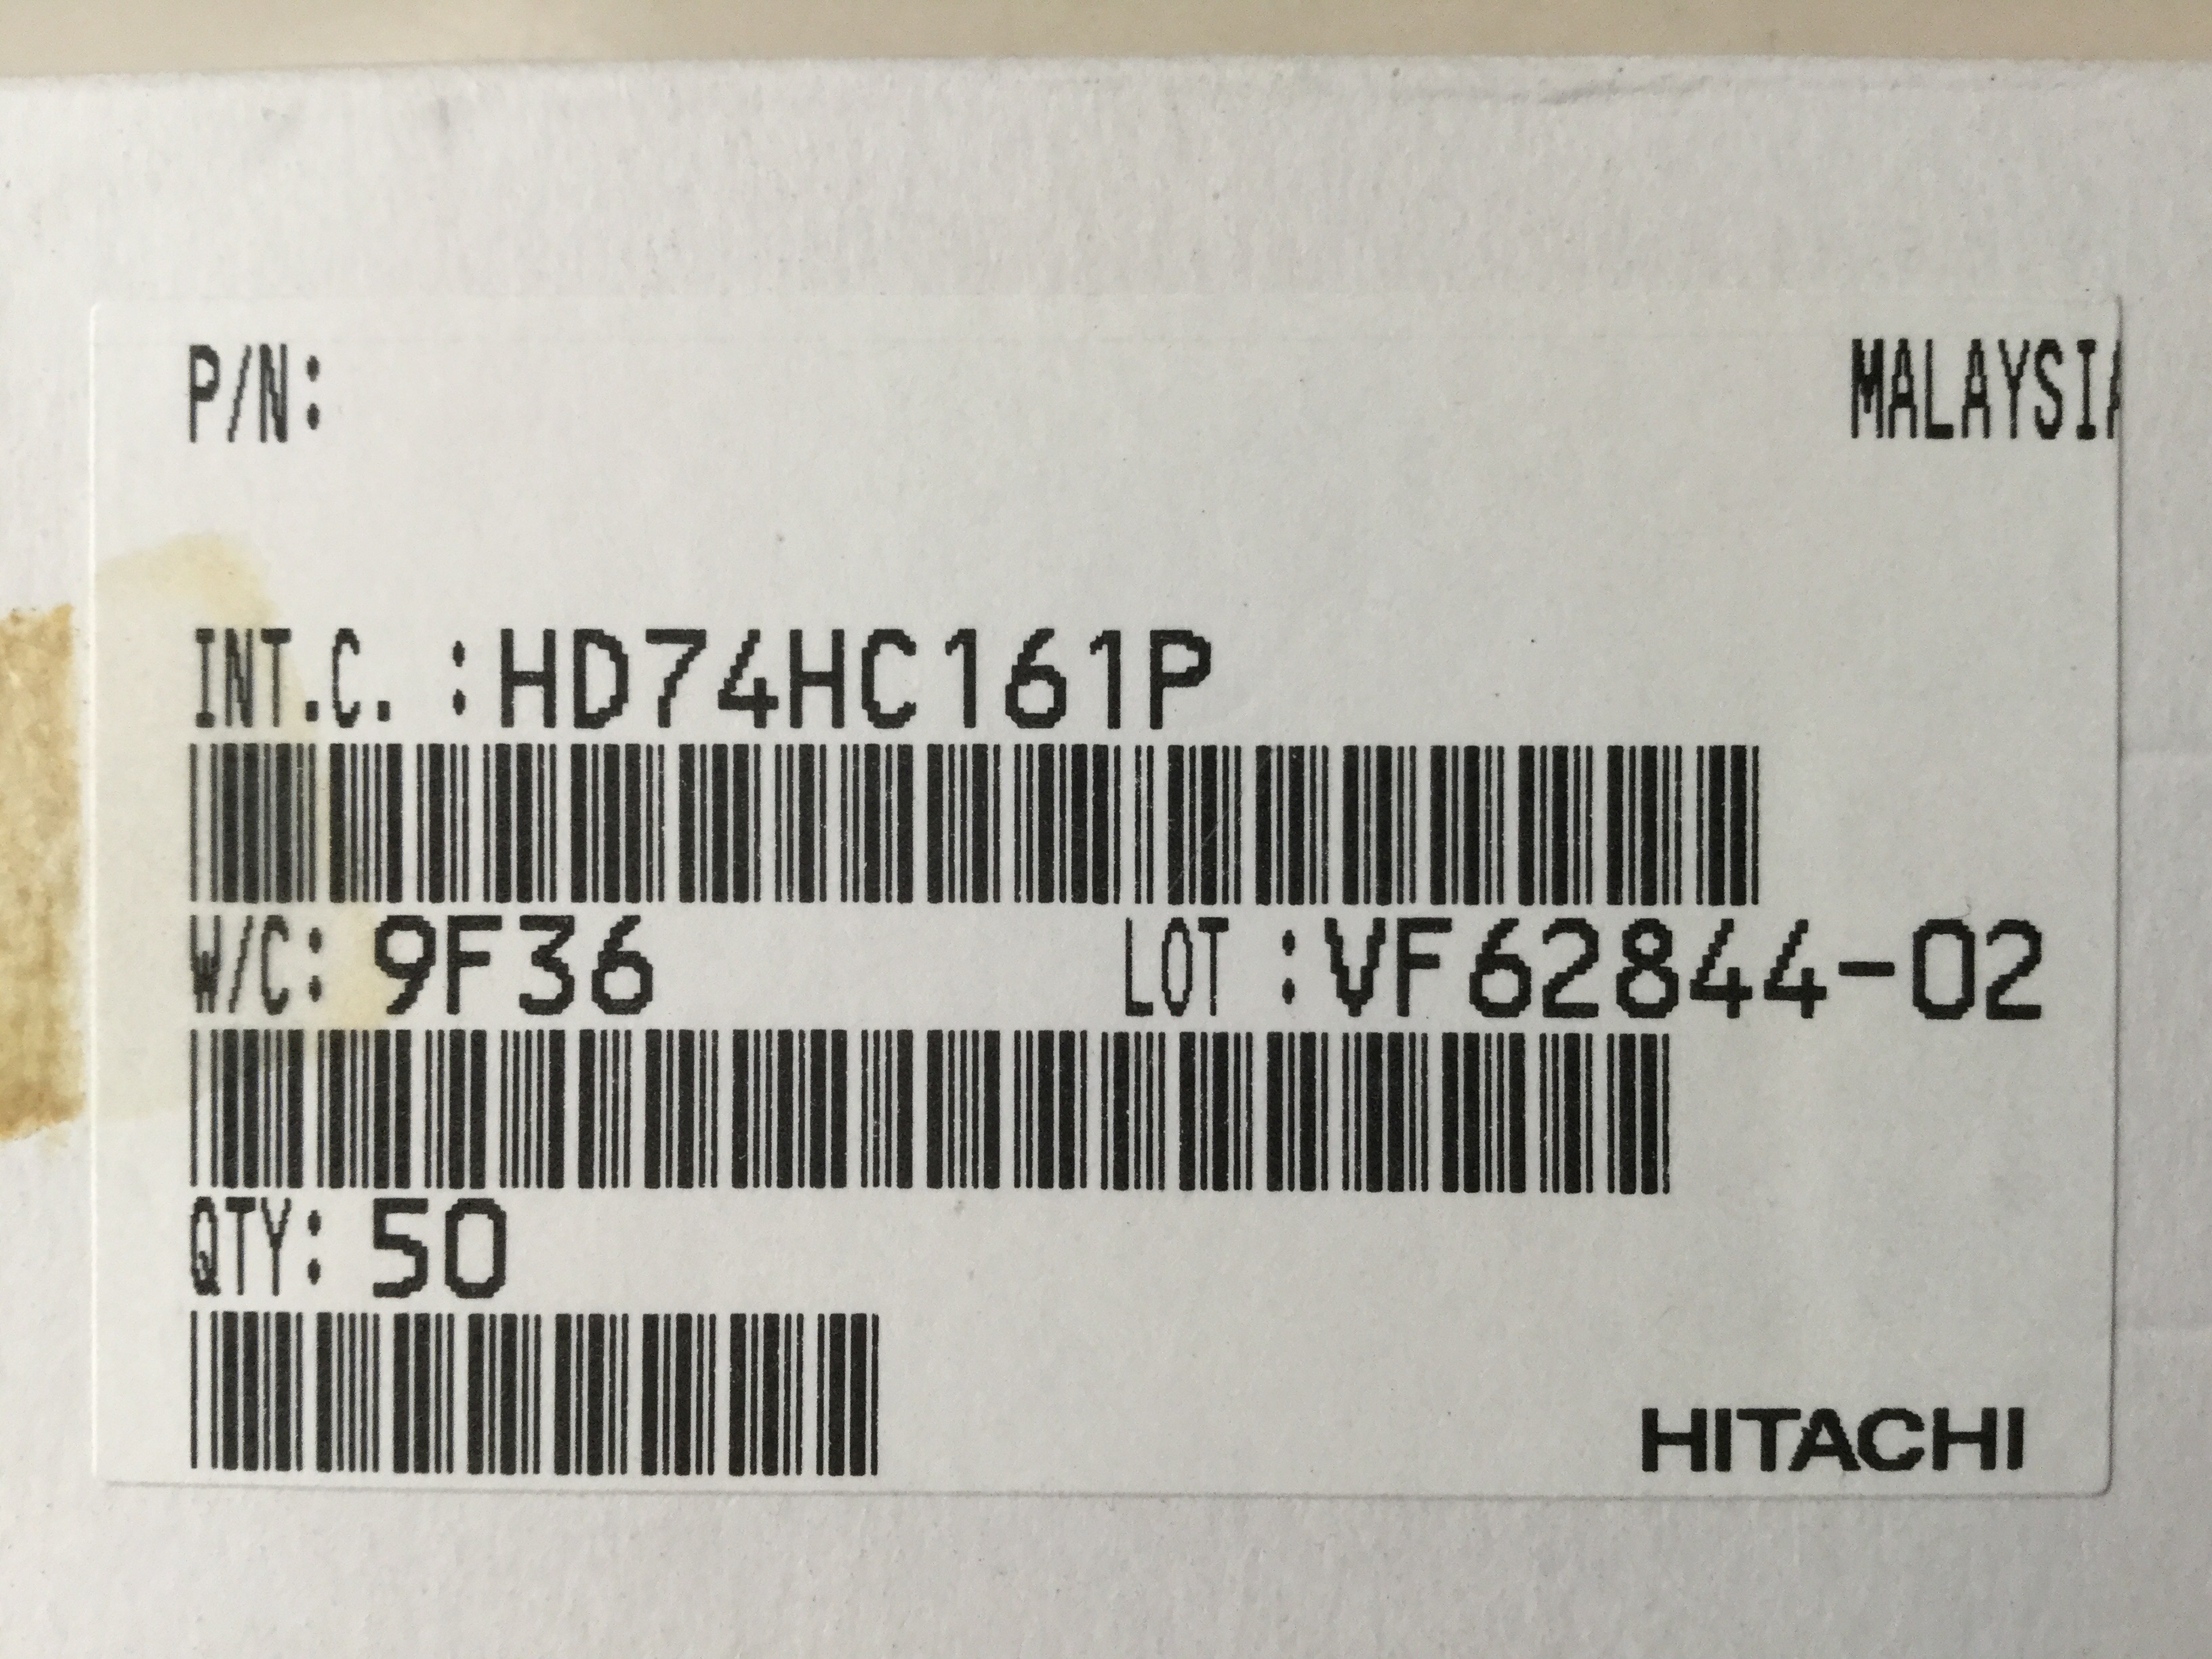 P/N: MALAYSIA
INT.C. :HD74HC161P
W/C: 9F36 LOT :VF62844-02
QTY: 50
HITACHI